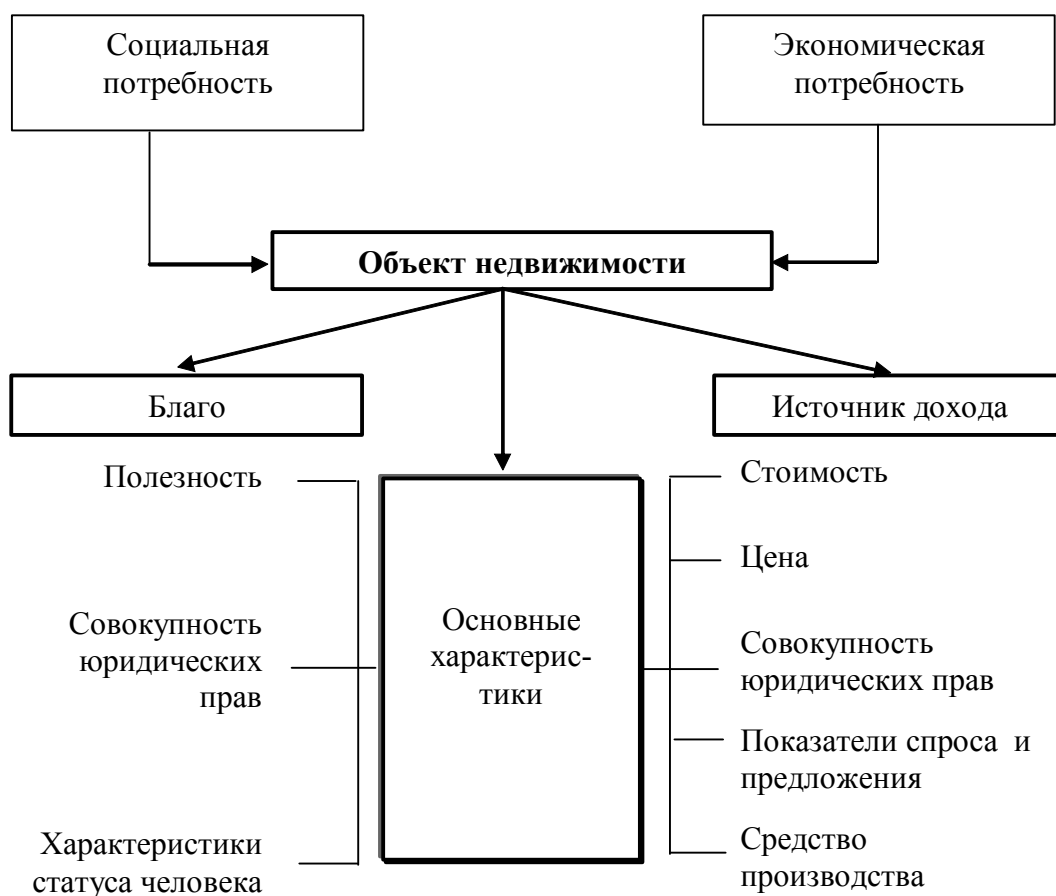 Социальная
потребность
Экономическая
потребность
Объект недвижимости
Благо
Источник дохода
Полезность
Совокупность
юридических
прав
Характеристики
статуса человека
Основные
характерис-
тики
Стоимость
Цена
Совокупность
юридических прав
Показатели спроса и
предложения
Средство
производства